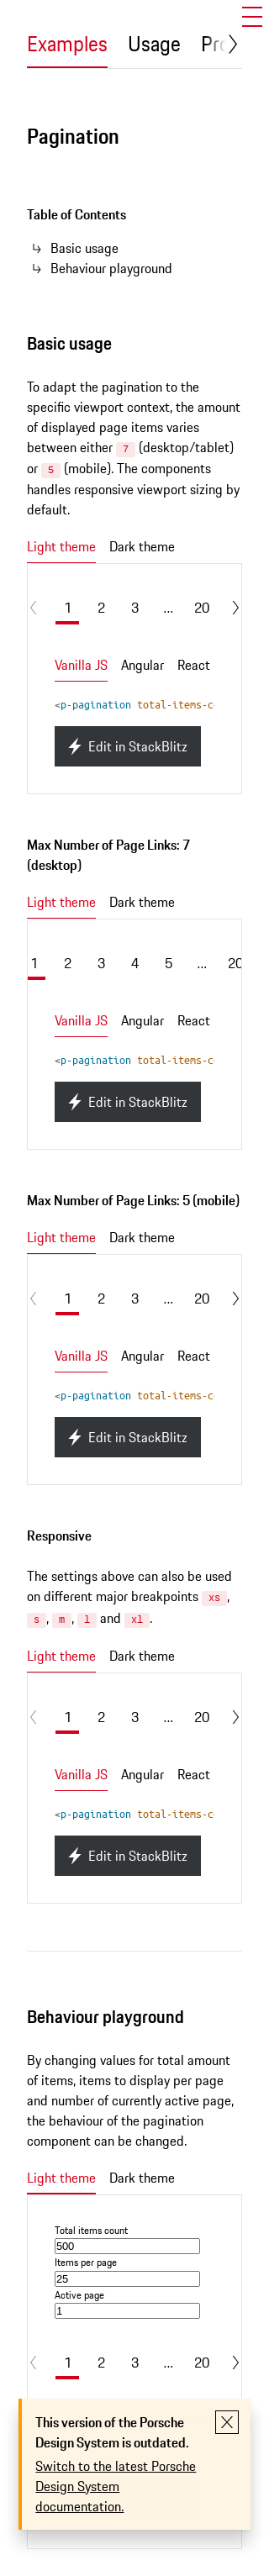 Examples Usage
Pagination
Table of Contents
↳ Basic usage
↳ Behaviour playground
Basic usage
To adapt the pagination to the
specific viewport context, the amount
of displayed page items varies
between either 7 (desktop/tablet)
or 5 (mobile). The components
handles responsive viewport sizing by
default.
Light theme Dark theme
1 2 3 ... 20
Vanilla JS Angular React
<p-pagination
Edit in StackBlitz
Max Number of Page Links: 7
(desktop)
Light theme Dark theme
1 2 3 4 5 ... 20
Vanilla JS Angular React
<p-pagination
Edit in StackBlitz
Max Number of Page Links: 5 (mobile)
Light theme Dark theme
1 2 3 ... 20
Vanilla JS Angular React
<p-pagination
Edit in StackBlitz
Responsive
The settings above can also be used
on different major breakpoints xs,
s, m, l and xl.
Light theme Dark theme
1 2 3 ... 20
Vanilla JS Angular React
<p-pagination
Edit in StackBlitz
Behaviour playground
By changing values for total amount
of items, items to display per page
and number of currently active page,
the behaviour of the pagination
component can be changed.
Light theme Dark theme
Total items count
500
Items per page
25
Active page
1
1 2 3 ... 20
This version of the Porsche
Design System is outdated.
Switch to the latest Porsche
Design System
documentation.